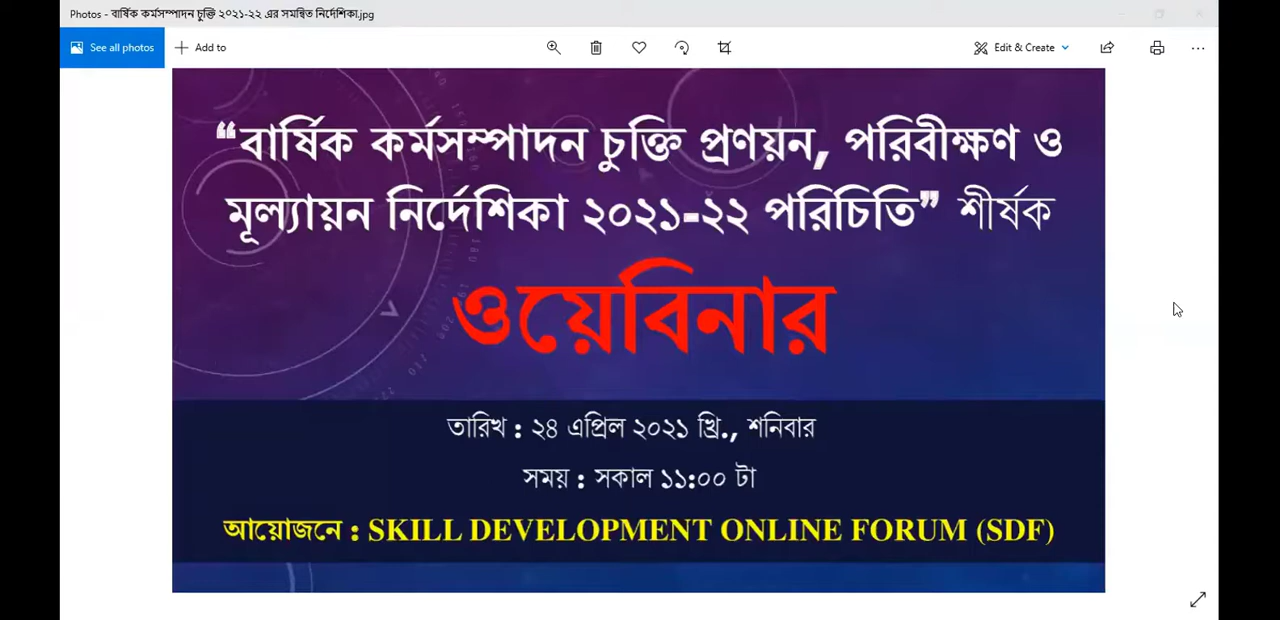 Photos - বার্ষিক কর্মসম্পাদন চুক্তি ২০২১-২২ এর সমন্বিত নির্দেশিকা.jpg
See all photos
Add to
Edit & Create
“বার্ষিক কর্মসম্পাদন চুক্তি প্রণয়ন, পরিবীক্ষণ ও
মূল্যায়ন নির্দেশিকা ২০২১-২২ পরিচিতি” শীর্ষক
ওয়েবিনার
তারিখ : ২৪ এপ্রিল ২০২১ খ্রি., শনিবার
সময় : সকাল ১১:০০ টা
আয়োজনে : SKILL DEVELOPMENT ONLINE FORUM (SDF)